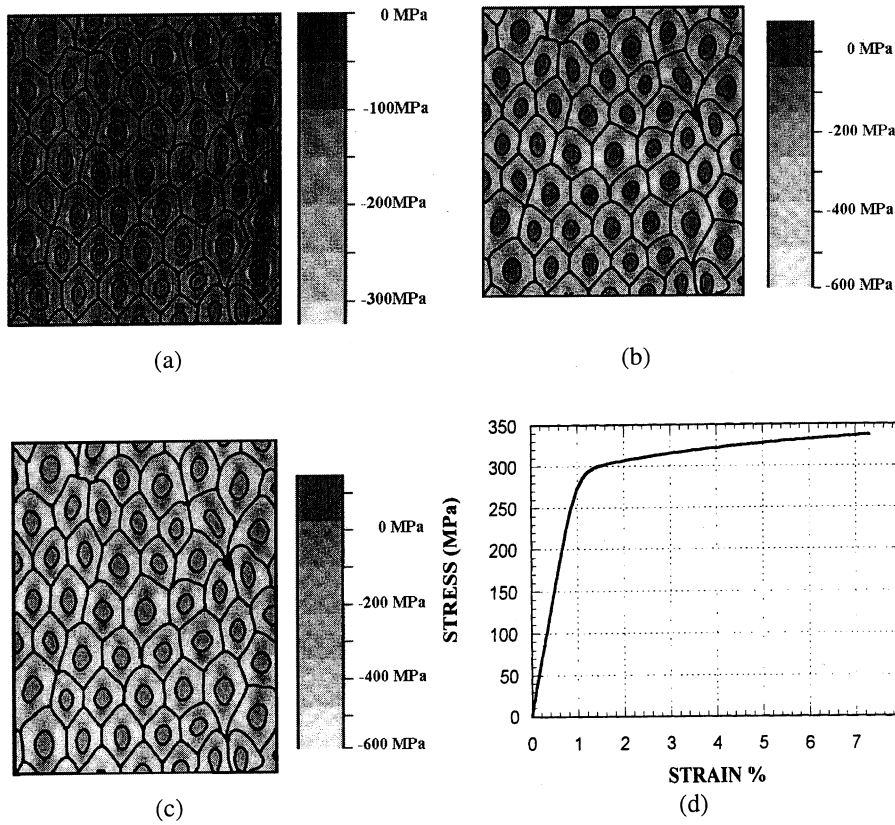 0 MPa
-100MPa
-200MPa
-300MPa
(a)
0 MPa
-200 MPa
-400 MPa
-600 MPa
(b)
0 MPa
-200 MPa
-400 MPa
-600 MPa
(c)
350
300
250
200
150
100
50
0
STRESS (MPa)
0 1 2 3 4 5 6 7
STRAIN %
(d)